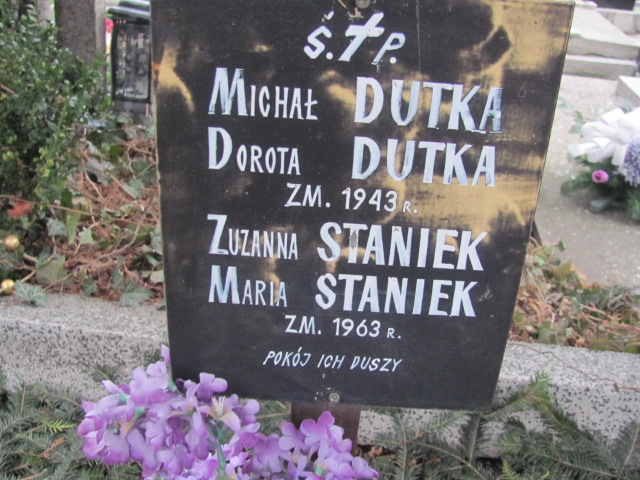 Ś.†P.
MICHAŁ DUTKA
DOROTA DUTKA
ZM. 1943 R.
ZUZANNA STANIEK
MARIA STANIEK
ZM. 1963 R.
POKÓJ ICH DUSZY